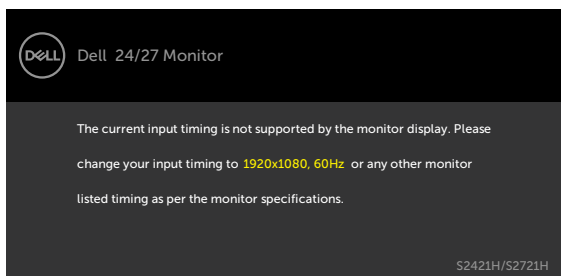 DELL
Dell 24/27 Monitor
The current input timing is not supported by the monitor display. Please
change your input timing to 1920x1080, 60Hz or any other monitor
listed timing as per the monitor specifications.
S2421H/S2721H